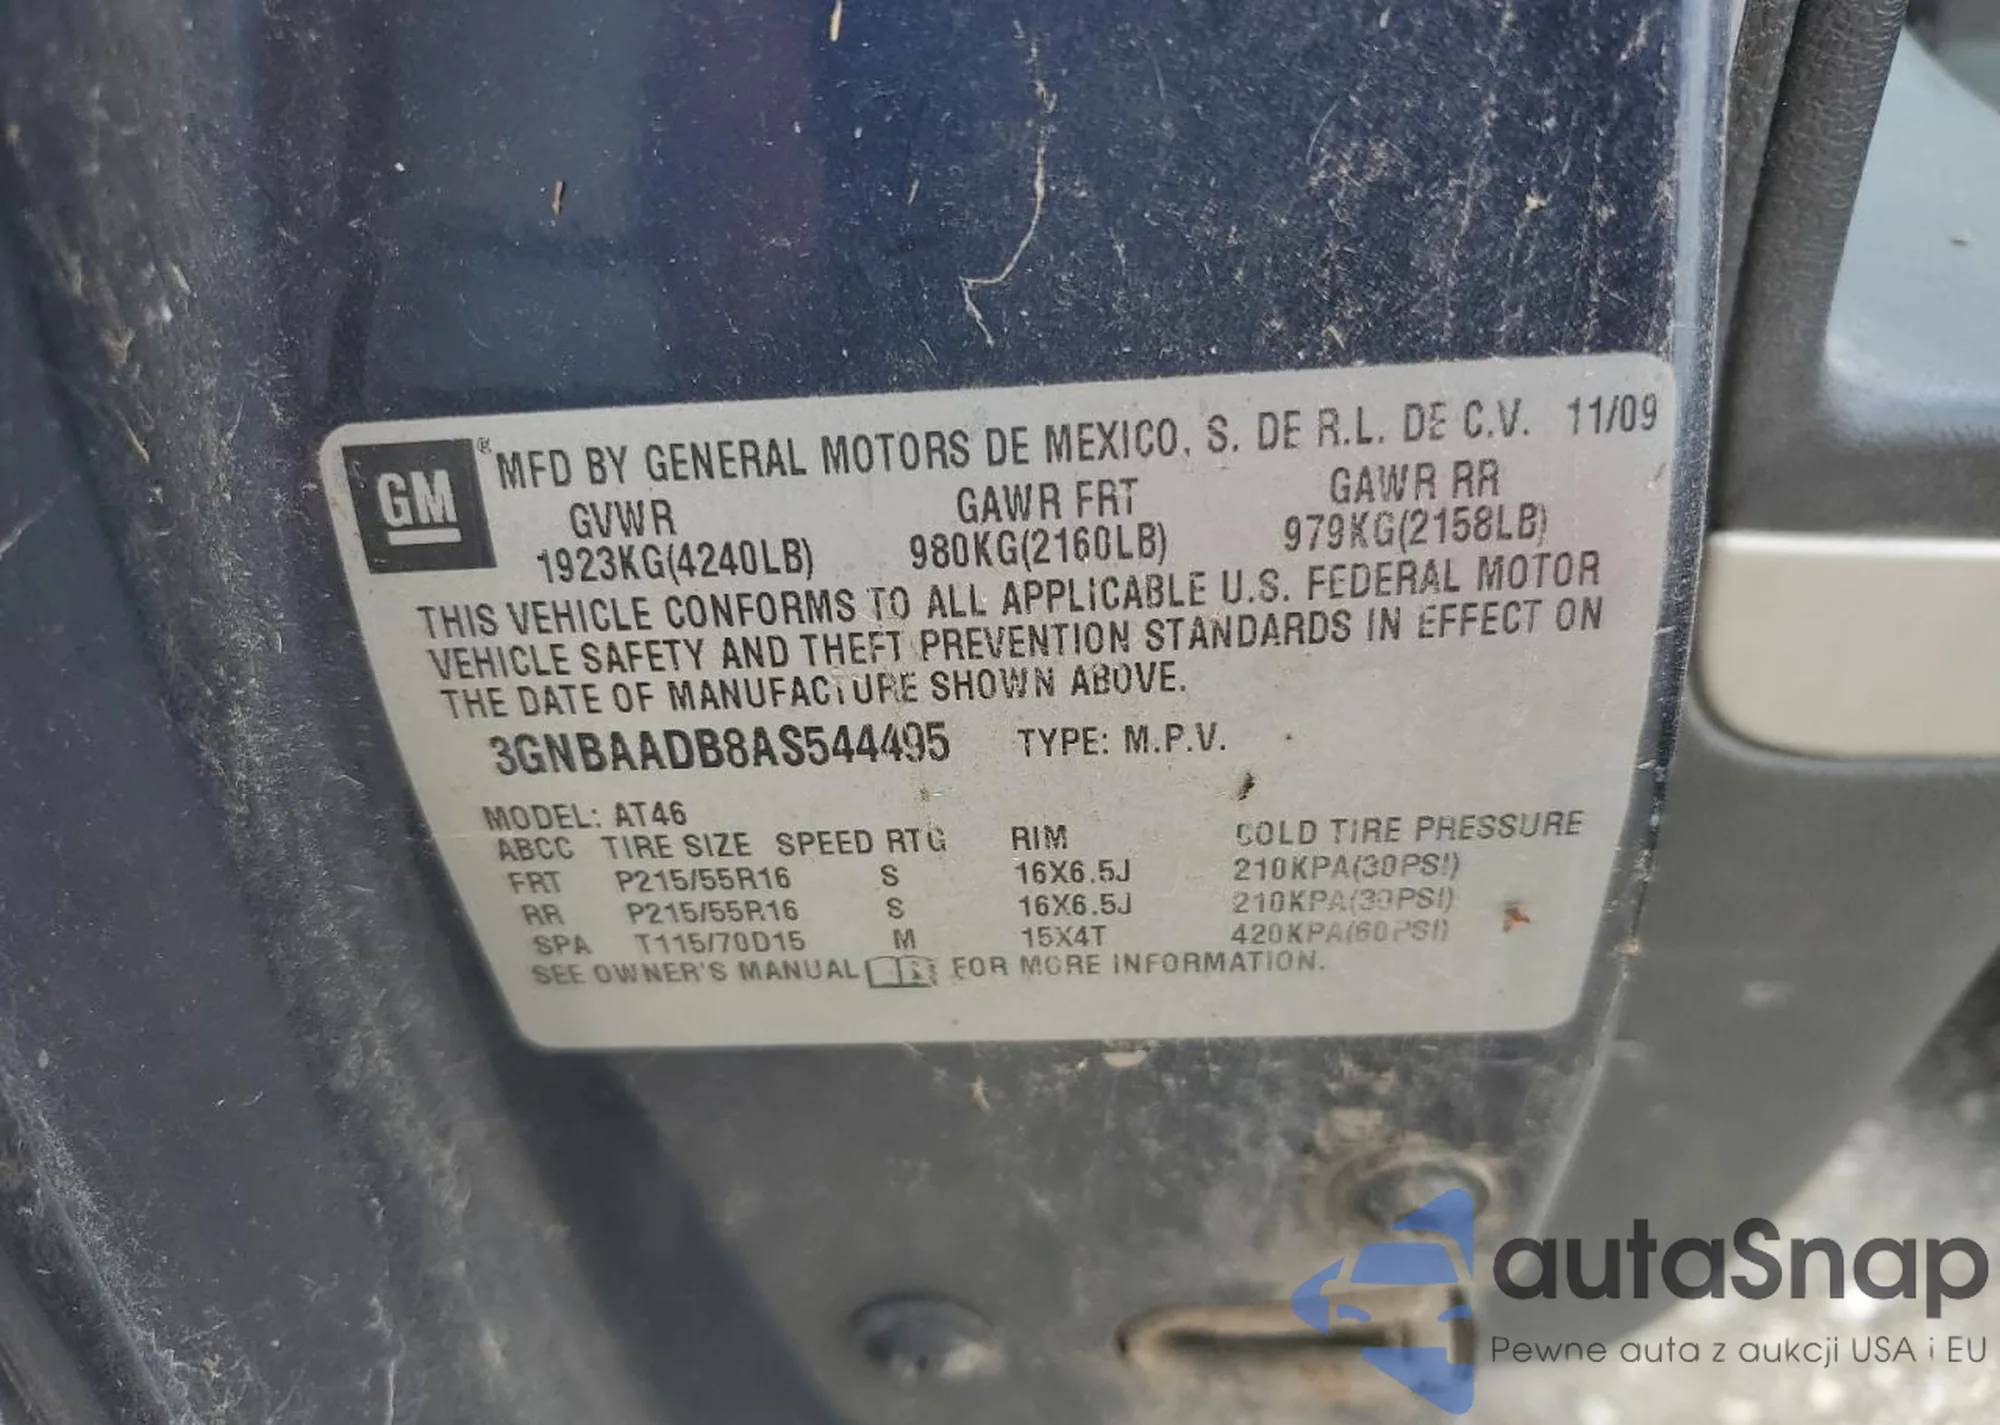 GM® MFD BY GENERAL MOTORS DE MEXICO, S. DE R.L. DE C.V. 11/09
GVWR GAWR FRT GAWR RR
1923KG(4240LB) 980KG(2160LB) 979KG(2158LB)
THIS VEHICLE CONFORMS TO ALL APPLICABLE U.S. FEDERAL MOTOR
VEHICLE SAFETY AND THEFT PREVENTION STANDARDS IN EFFECT ON
THE DATE OF MANUFACTURE SHOWN ABOVE.
3GNBAADB8AS544495 TYPE: M.P.V.
MODEL: AT46
ABCC TIRE SIZE SPEED RTG RIM COLD TIRE PRESSURE
FRT P215/55R16 S 16X6.5J 210KPA(30PSI)
RR P215/55R16 S 16X6.5J 210KPA(30PSI)
SPA T115/70D15 M 15X4T 420KPA(60PSI)
SEE OWNER'S MANUAL FOR MORE INFORMATION.
autaSnap
Pewne auta z aukcji USA i EU